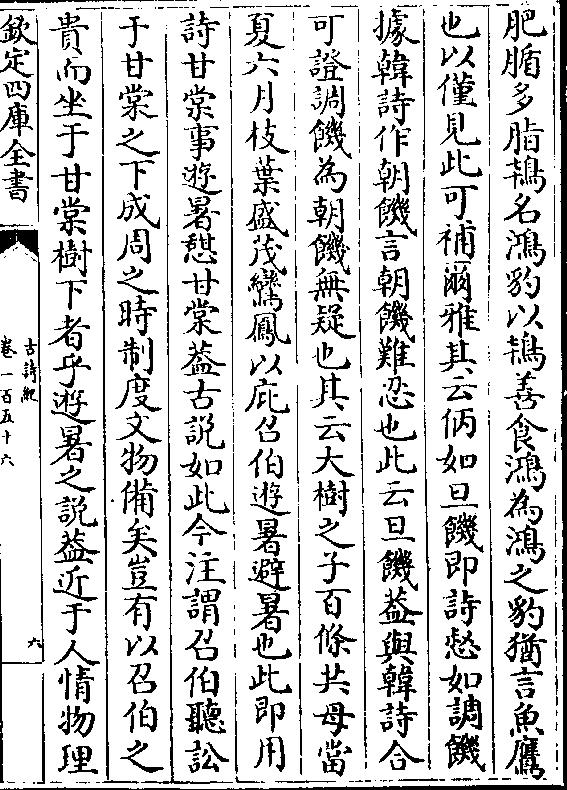 肥腯多脂鴇名鴻豹以鴇善食鴻為鴻之豹猶言魚鷹
也以僅見此可補爾雅其云㑂如旦饑即詩惄如調饑
據韓詩作朝饑言朝饑難忍也此云旦饑葢與韓詩合
可證調饑為朝饑無疑也其云大樹之子百條共母當
夏六月枝葉盛茂鸞鳳以庇召伯遊暑避暑也此即用
詩甘棠事遊暑憇甘棠葢古説如此今注謂召伯聽訟
于甘棠之下成周之時制度文物備矣豈有以召伯之
貴而坐于甘棠樹下者乎遊暑之説葢近于人情物理
欽定四庫全書
古詩紀
卷一百五十六
六